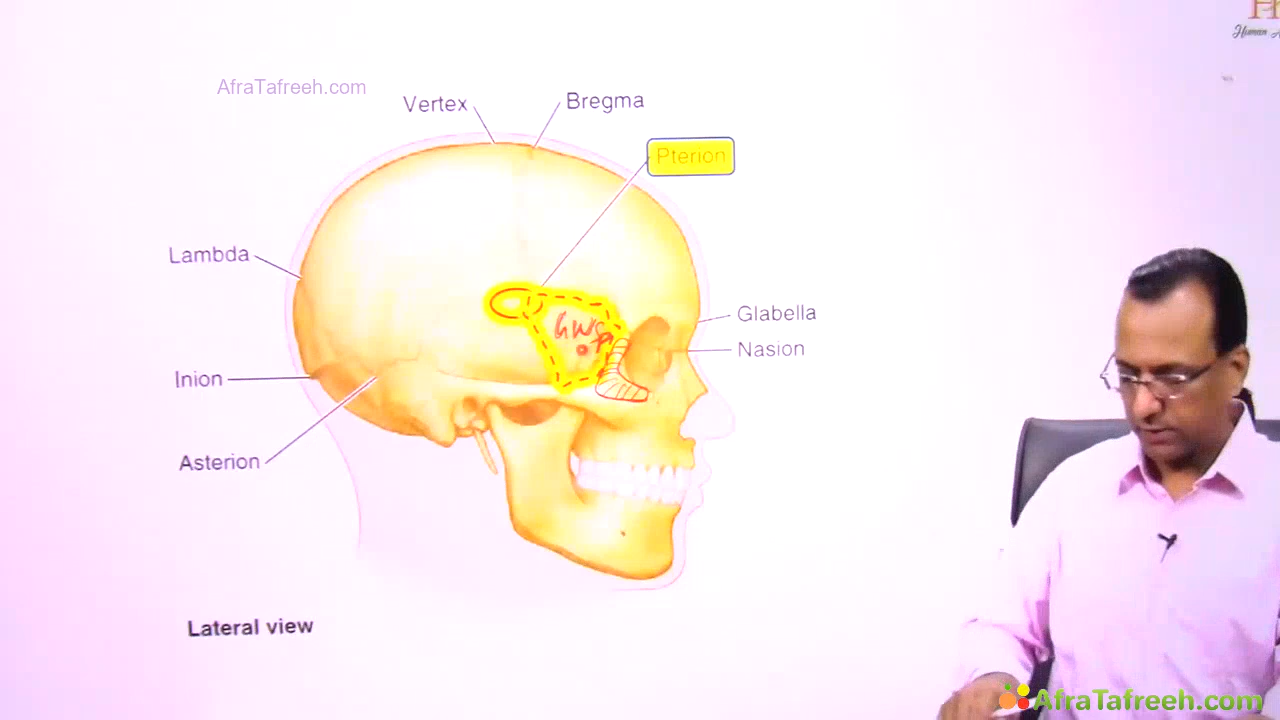 AfraTafreeh.com
Vertex
Bregma
Pterion
Lambda
Glabella
Nasion
Inion
Asterion
Lateral view
AfraTafreeh.com